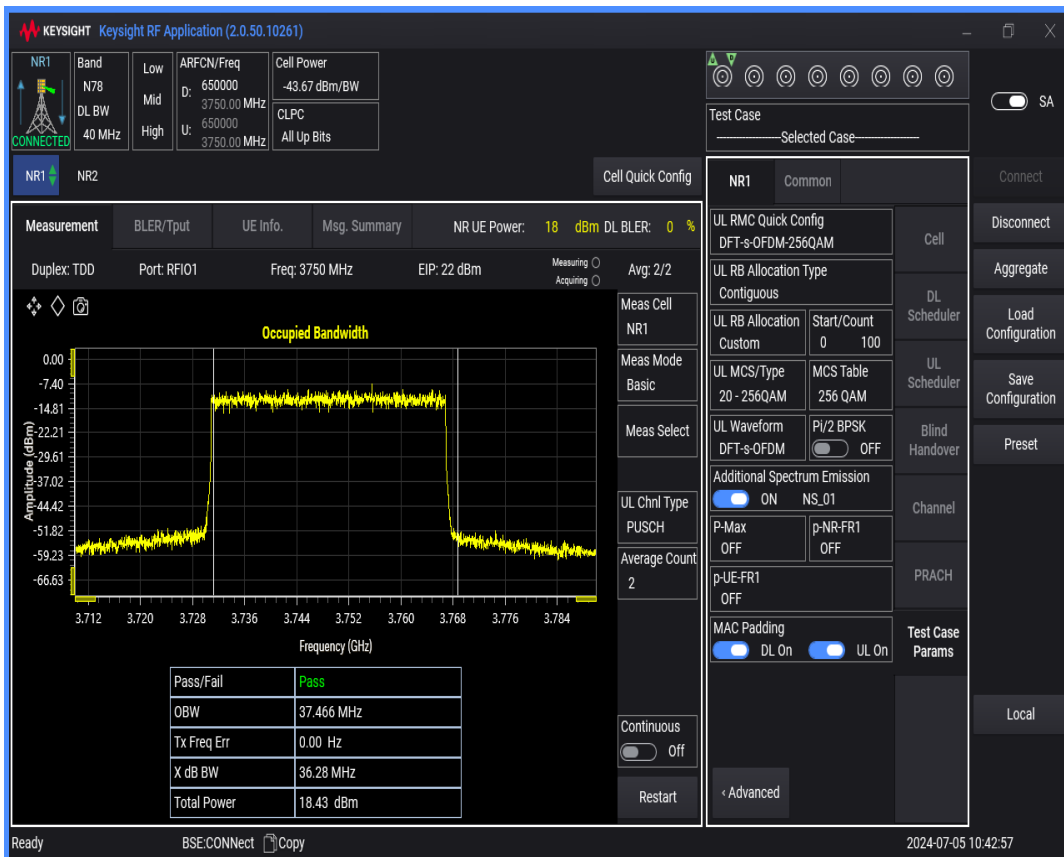 KEYSIGHT Keysight RF Application (2.0.50.10261)
NR1
CONNECTED
Band
N78
DL BW
40 MHz
Low
Mid
High
ARFCN/Freq
D: 650000
3750.00 MHz
U: 650000
3750.00 MHz
Cell Power
-43.67 dBm/BW
CLPC
All Up Bits
Test Case
---------------------Selected Case---------------------
SA
NR1 NR2
Cell Quick Config
Measurement BLER/Tput UE Info. Msg. Summary NR UE Power: 18 dBm DL BLER: 0 %
Duplex: TDD Port: RFIO1 Freq: 3750 MHz EIP: 22 dBm Measuring Avg: 2/2
Acquiring
Occupied Bandwidth
Amplitude (dBm)
0.00
-7.40
-14.81
-22.21
-29.61
-37.02
-44.42
-51.82
-59.23
-66.63
3.712 3.720 3.728 3.736 3.744 3.752 3.760 3.768 3.776 3.784
Frequency (GHz)
Pass/Fail Pass
OBW 37.466 MHz
Tx Freq Err 0.00 Hz
X dB BW 36.28 MHz
Total Power 18.43 dBm
Meas Cell
NR1
Meas Mode
Basic
Meas Select
UL Chnl Type
PUSCH
Average Count
2
Continuous
Off
Restart
NR1 Common
UL RMC Quick Config
DFT-s-OFDM-256QAM
UL RB Allocation Type
Contiguous
UL RB Allocation
Custom
Start/Count
0 100
UL MCS/Type
20 - 256QAM
MCS Table
256 QAM
UL Waveform
DFT-s-OFDM
Pi/2 BPSK
OFF
Additional Spectrum Emission
ON NS_01
P-Max
OFF
p-NR-FR1
OFF
p-UE-FR1
OFF
MAC Padding
DL On UL On
‹ Advanced
Cell
DL
Scheduler
UL
Scheduler
Blind
Handover
Channel
PRACH
Test Case
Params
Connect
Disconnect
Aggregate
Load
Configuration
Save
Configuration
Preset
Local
Ready BSE:CONNect Copy 2024-07-05 10:42:57